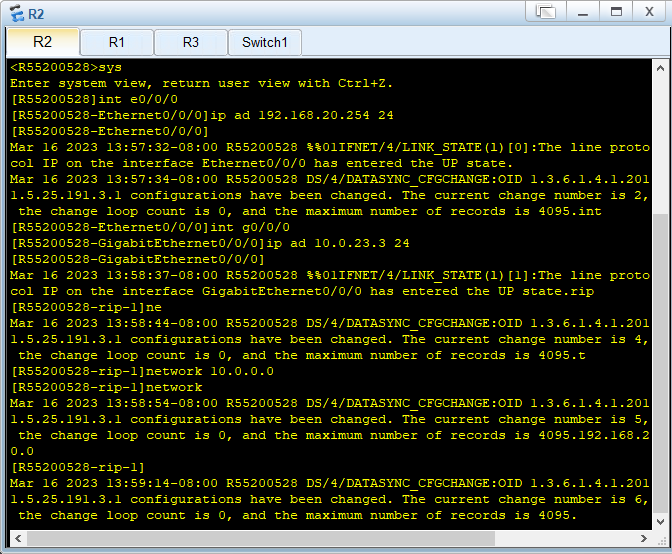 R2
R2
R1
R3
Switch1
<R55200528>sys
Enter system view, return user view with Ctrl+Z.
[R55200528]int e0/0/0
[R55200528-Ethernet0/0/0]ip ad 192.168.20.254 24
[R55200528-Ethernet0/0/0]
Mar 16 2023 13:57:32-08:00 R55200528 %%01IFNET/4/LINK_STATE(l)[0]:The line proto
col IP on the interface Ethernet0/0/0 has entered the UP state.
Mar 16 2023 13:57:34-08:00 R55200528 DS/4/DATASYNC_CFGCHANGE:OID 1.3.6.1.4.1.201
1.5.25.191.3.1 configurations have been changed. The current change number is 2,
 the change loop count is 0, and the maximum number of records is 4095.int
[R55200528-Ethernet0/0/0]int g0/0/0
[R55200528-GigabitEthernet0/0/0]ip ad 10.0.23.3 24
[R55200528-GigabitEthernet0/0/0]
Mar 16 2023 13:58:37-08:00 R55200528 %%01IFNET/4/LINK_STATE(l)[1]:The line proto
col IP on the interface GigabitEthernet0/0/0 has entered the UP state.rip
[R55200528-rip-1]ne
Mar 16 2023 13:58:44-08:00 R55200528 DS/4/DATASYNC_CFGCHANGE:OID 1.3.6.1.4.1.201
1.5.25.191.3.1 configurations have been changed. The current change number is 4,
 the change loop count is 0, and the maximum number of records is 4095.t
[R55200528-rip-1]network 10.0.0.0
[R55200528-rip-1]network
Mar 16 2023 13:58:54-08:00 R55200528 DS/4/DATASYNC_CFGCHANGE:OID 1.3.6.1.4.1.201
1.5.25.191.3.1 configurations have been changed. The current change number is 5,
 the change loop count is 0, and the maximum number of records is 4095.192.168.2
0.0
[R55200528-rip-1]
Mar 16 2023 13:59:14-08:00 R55200528 DS/4/DATASYNC_CFGCHANGE:OID 1.3.6.1.4.1.201
1.5.25.191.3.1 configurations have been changed. The current change number is 6,
 the change loop count is 0, and the maximum number of records is 4095.